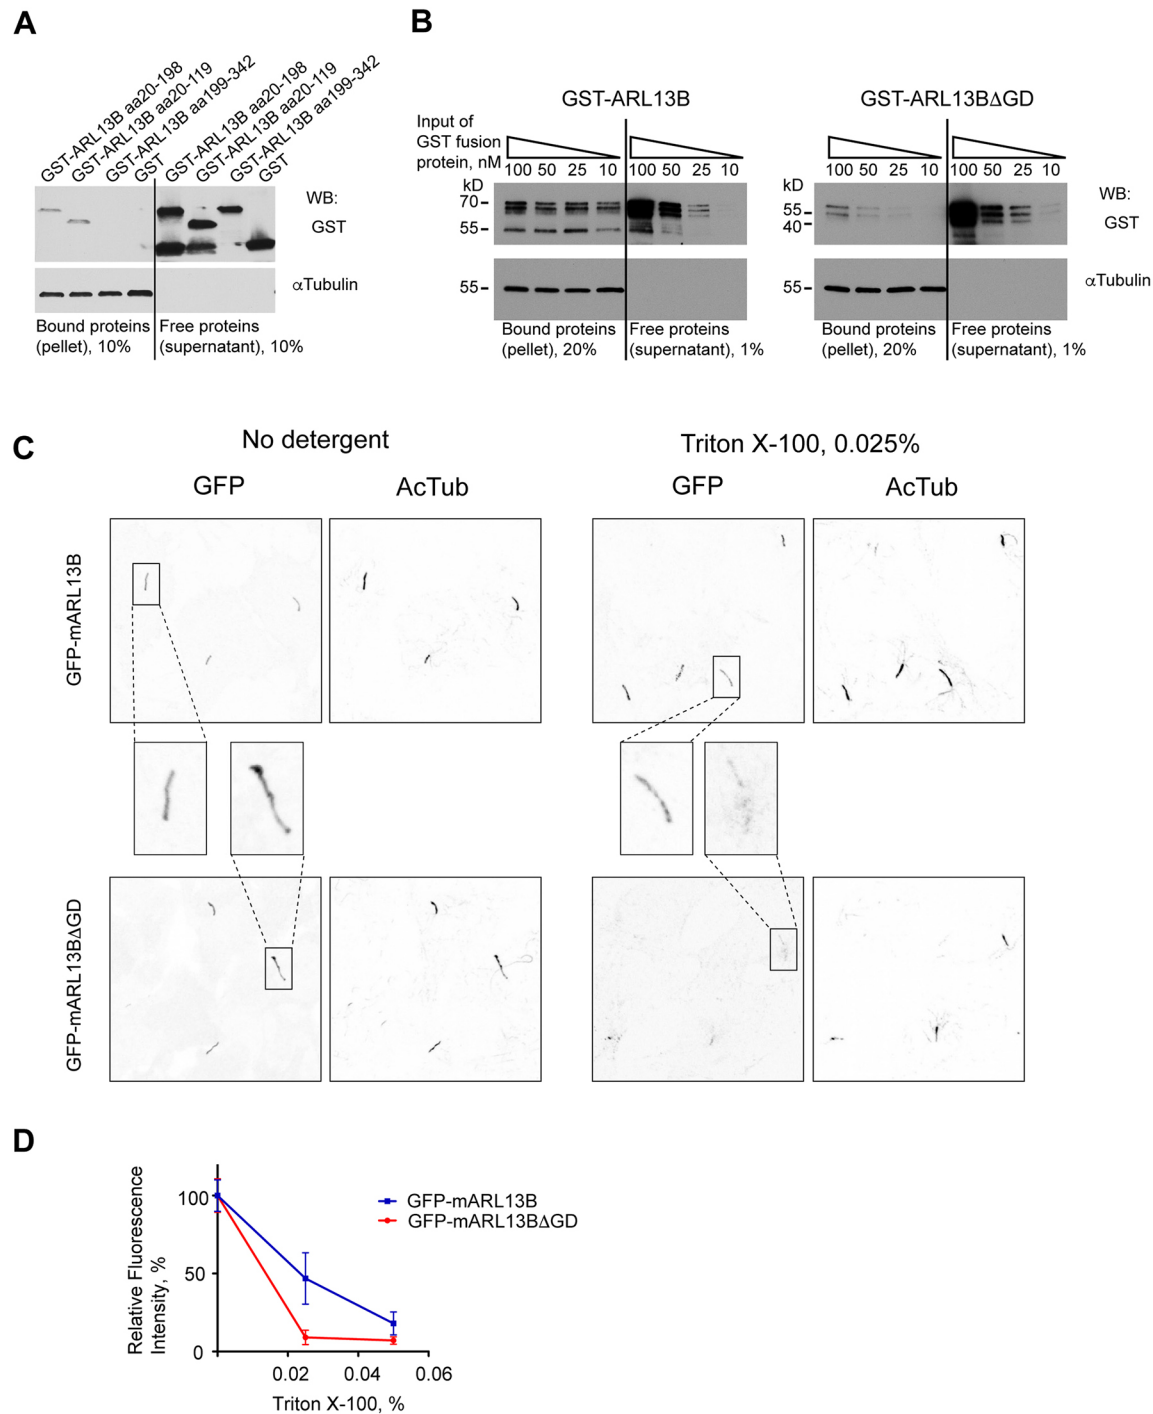 A
GST-ARL13B aa20-198
GST-ARL13B aa20-119
GST-ARL13B aa199-342
GST
GST-ARL13B aa20-198
GST-ARL13B aa20-119
GST-ARL13B aa199-342
GST
WB:
GST
αTubulin
Bound proteins
(pellet), 10%
Free proteins
(supernatant), 10%
B
GST-ARL13B
GST-ARL13BΔGD
Input of
GST fusion
protein, nM
100 50 25 10 100 50 25 10
100 50 25 10 100 50 25 10
kD
70
55
55
kD
55
40
55
WB:
GST
αTubulin
Bound proteins
(pellet), 20%
Free proteins
(supernatant), 1%
Bound proteins
(pellet), 20%
Free proteins
(supernatant), 1%
C
No detergent
Triton X-100, 0.025%
GFP
AcTub
GFP
AcTub
GFP-mARL13B
GFP-mARL13BΔGD
D
Relative Fluorescence
Intensity, %
100
50
0
0.02 0.04 0.06
Triton X-100, %
GFP-mARL13B
GFP-mARL13BΔGD